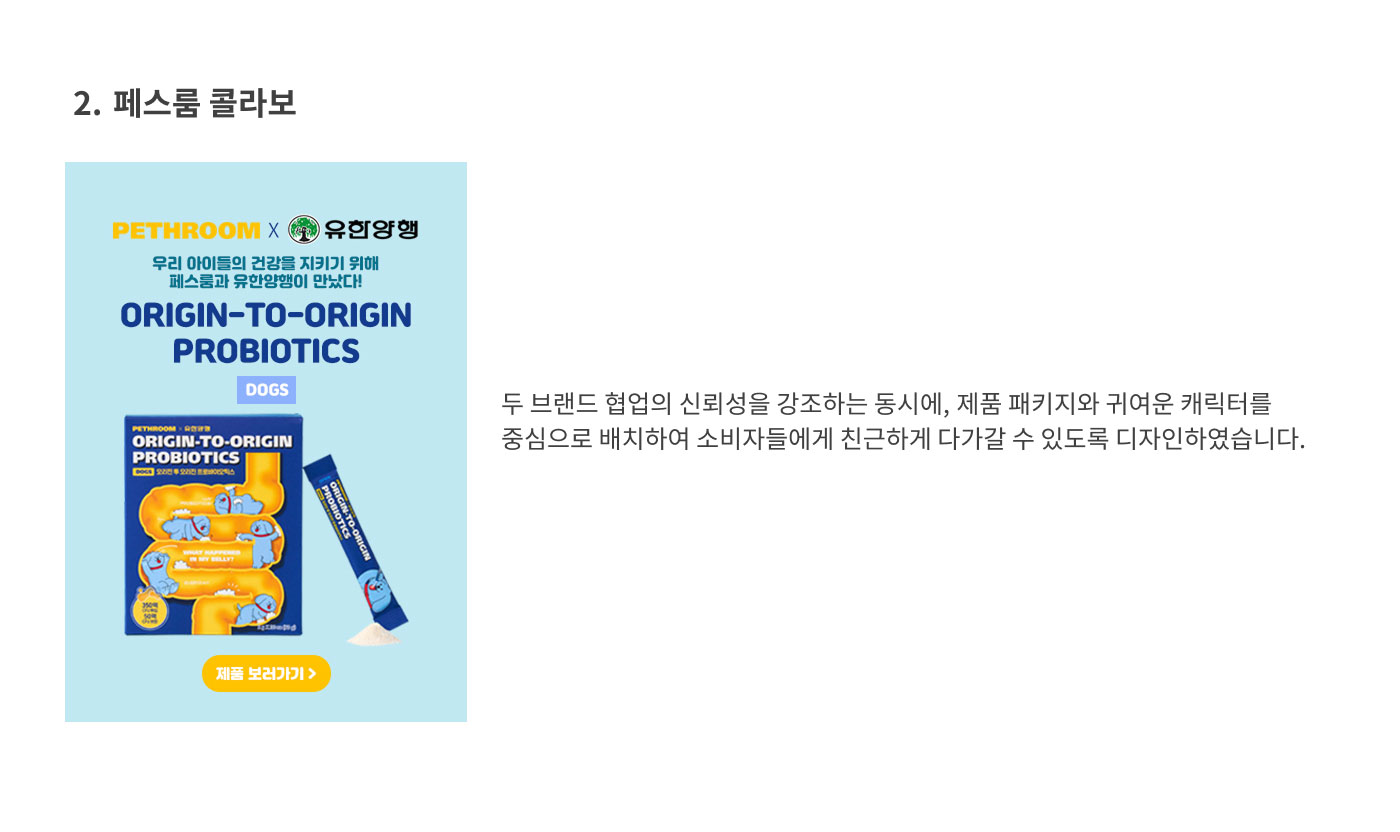 2. 페스룸 콜라보
PETHROOM X 유한양행
우리 아이들의 건강을 지키기 위해
페스룸과 유한양행이 만났다!
ORIGIN-TO-ORIGIN
PROBIOTICS
DOGS
PETHROOM × 유한양행
ORIGIN-TO-ORIGIN
PROBIOTICS
DOGS 오리진 투 오리진 프로바이오틱스
WHAT HAPPENED
IN MY BELLY?
350억
50억
ORIGIN-TO-ORIGIN
PROBIOTICS
제품 보러가기 >
두 브랜드 협업의 신뢰성을 강조하는 동시에, 제품 패키지와 귀여운 캐릭터를
중심으로 배치하여 소비자들에게 친근하게 다가갈 수 있도록 디자인하였습니다.